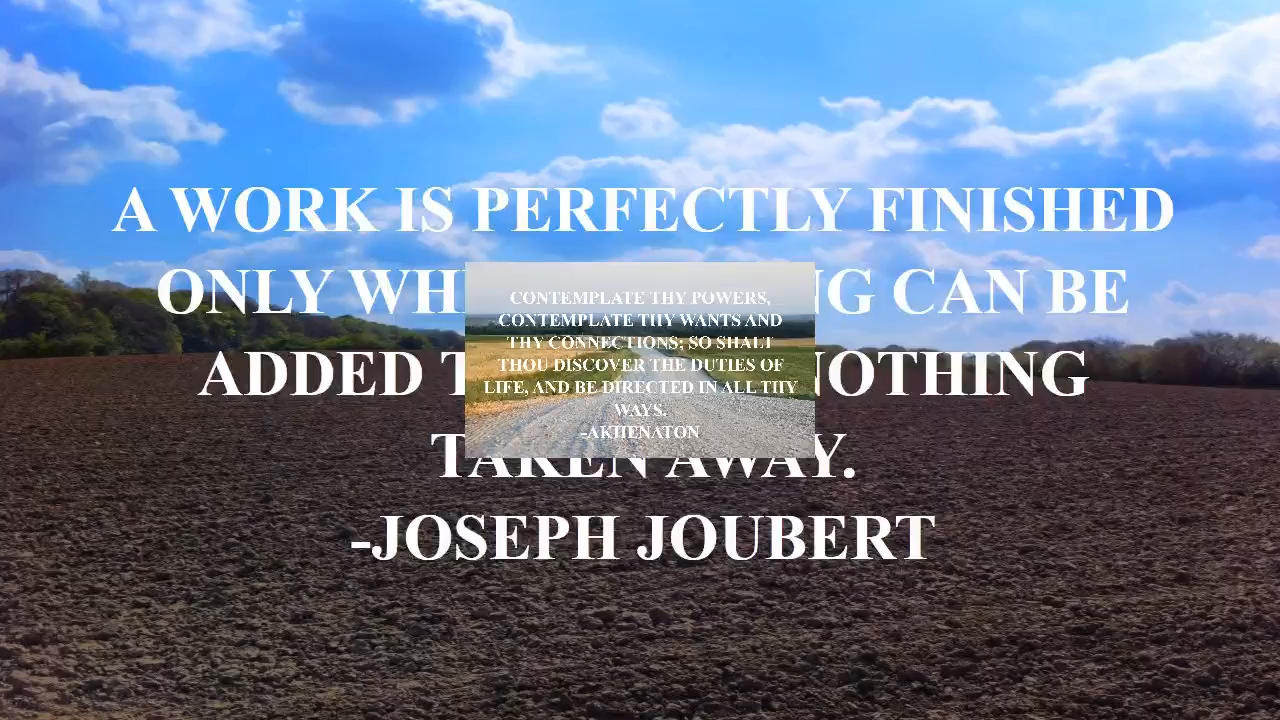 A WORK IS PERFECTLY FINISHED
ONLY WH NG CAN BE
ADDED T NOTHING
TAKEN AWAY.
-JOSEPH JOUBERT
CONTEMPLATE THY POWERS,
CONTEMPLATE THY WANTS AND
THY CONNECTIONS; SO SHALT
THOU DISCOVER THE DUTIES OF
LIFE, AND BE DIRECTED IN ALL THY
WAYS.
-AKHENATON